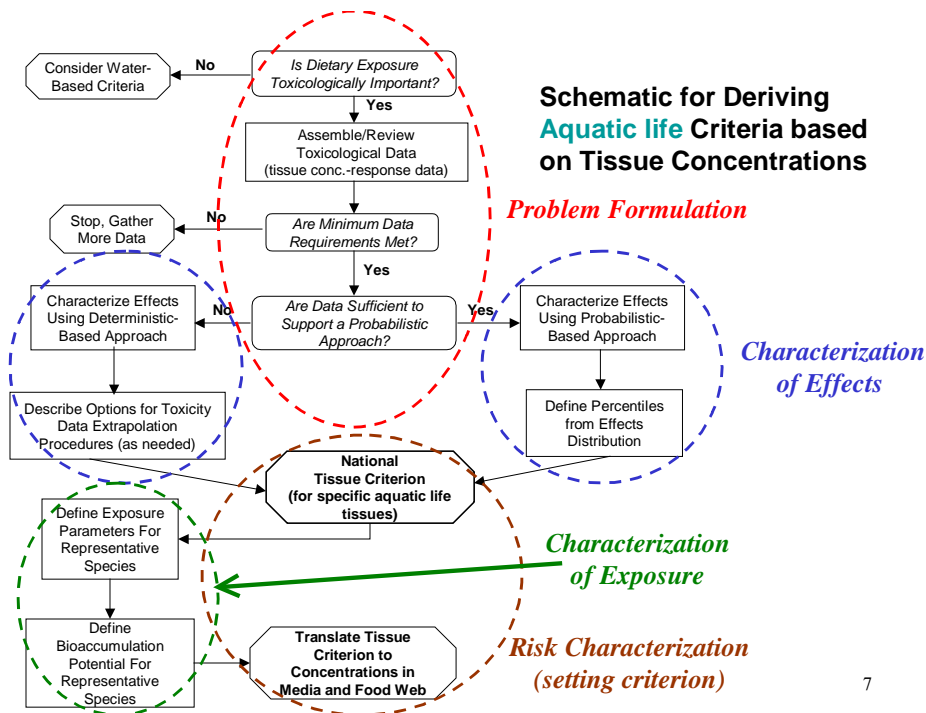 Is Dietary Exposure
Toxicologically Important?
No
Consider Water-
Based Criteria
Yes
Schematic for Deriving
Aquatic life Criteria based
on Tissue Concentrations
Assemble/Review
Toxicological Data
(tissue conc.-response data)
Problem Formulation
Are Minimum Data
Requirements Met?
No
Stop, Gather
More Data
Yes
Are Data Sufficient to
Support a Probabilistic
Approach?
No
Yes
Characterize Effects
Using Deterministic-
Based Approach
Characterize Effects
Using Probabilistic-
Based Approach
Characterization
of Effects
Describe Options for Toxicity
Data Extrapolation
Procedures (as needed)
Define Percentiles
from Effects
Distribution
National
Tissue Criterion
(for specific aquatic life
tissues)
Define Exposure
Parameters For
Representative
Species
Characterization
of Exposure
Define
Bioaccumulation
Potential For
Representative
Species
Translate Tissue
Criterion to
Concentrations in
Media and Food Web
Risk Characterization
(setting criterion)
7